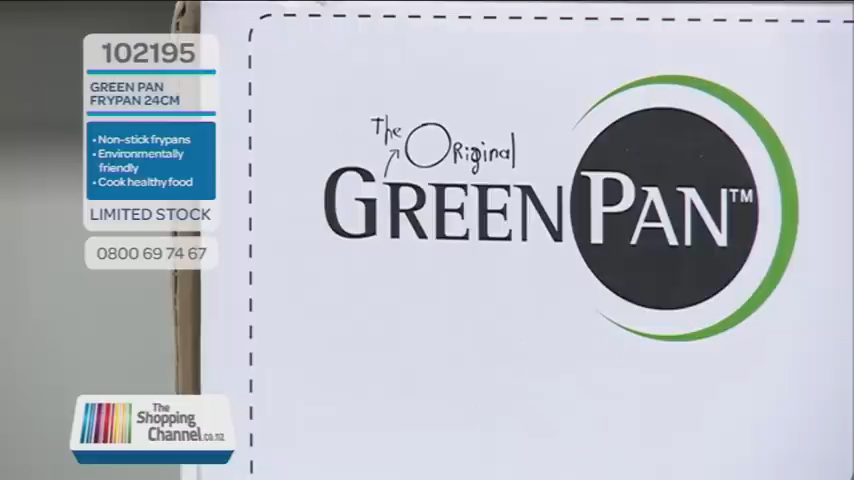 102195
GREEN PAN
FRYPAN 24CM
• Non-stick frypans
• Environmentally
friendly
• Cook healthy food
LIMITED STOCK
0800 69 74 67
The
Shopping
Channel.co.nz
The Original
GREENPAN™